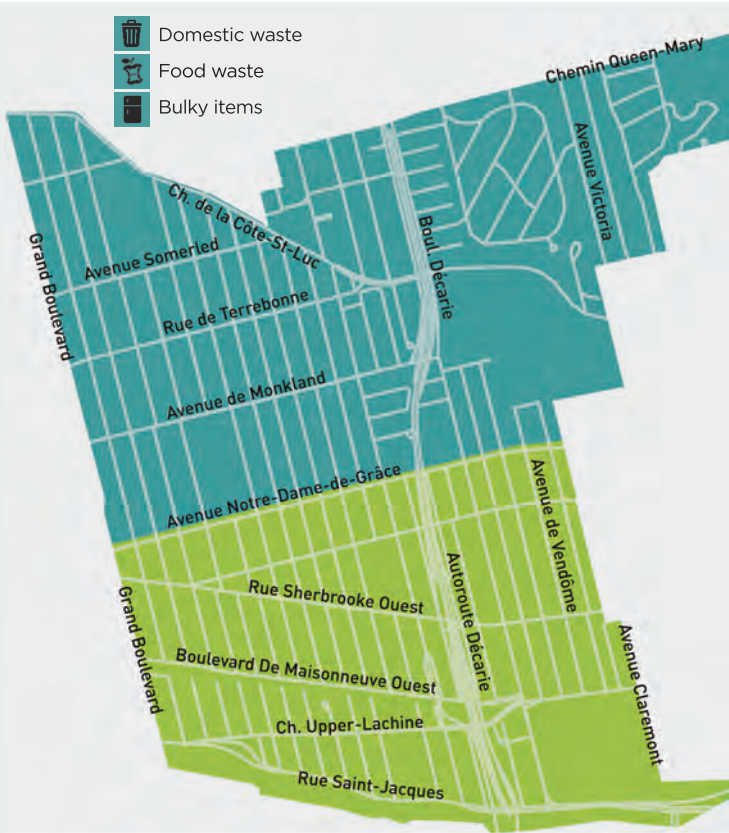 Domestic waste
Food waste
Bulky items
Chemin Queen-Mary
Avenue Victoria
Ch. de la Côte-St-Luc
Boul. Décarie
Grand Boulevard
Avenue Somerled
Rue de Terrebonne
Avenue de Monkland
Avenue Notre-Dame-de-Grâce
Avenue de Vendôme
Autoroute Décarie
Rue Sherbrooke Ouest
Grand Boulevard
Avenue Claremont
Boulevard De Maisonneuve Ouest
Ch. Upper-Lachine
Rue Saint-Jacques